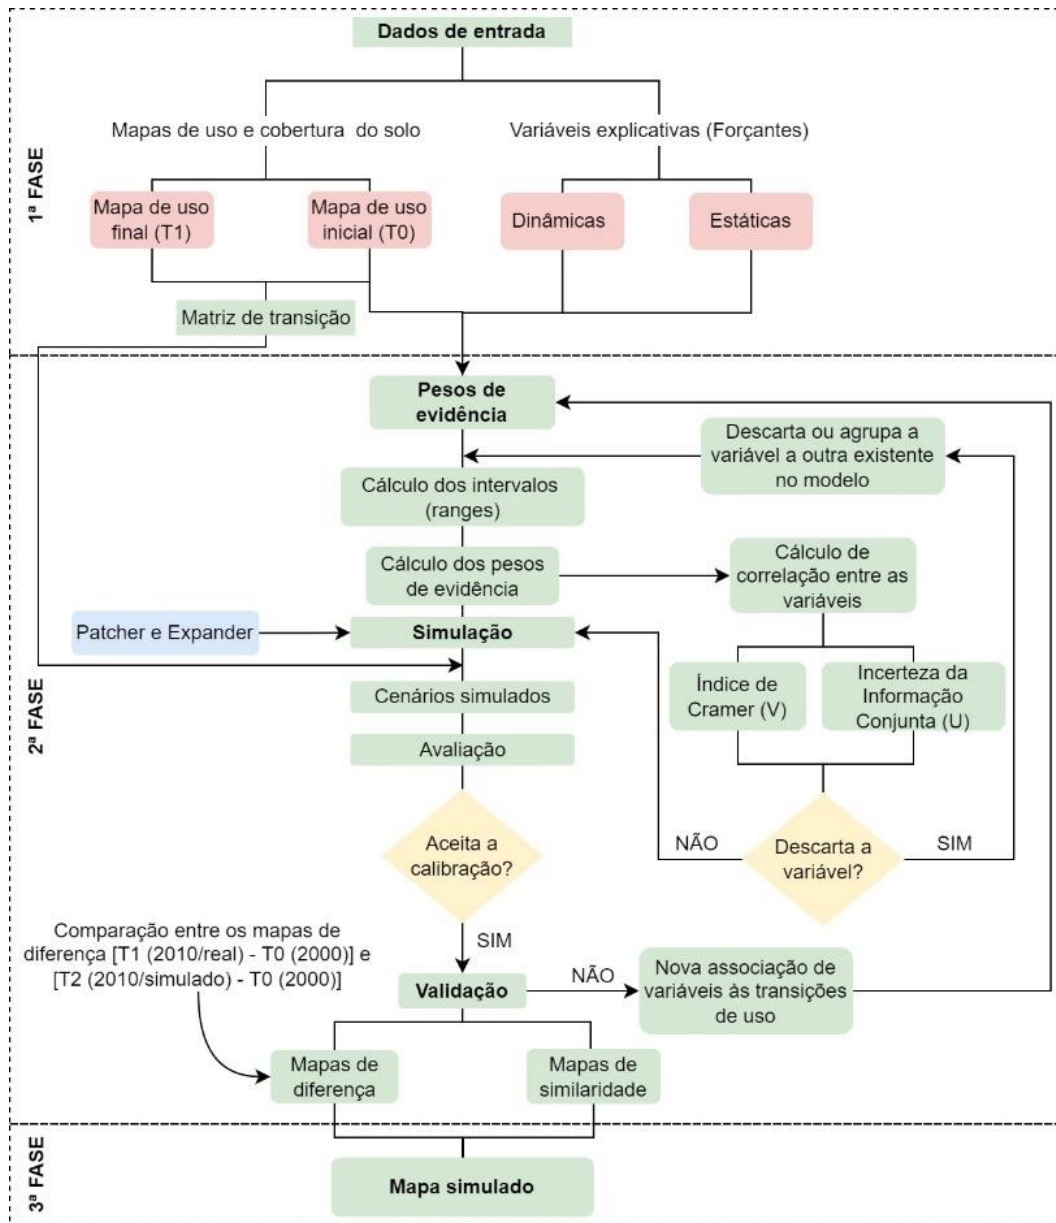 Dados de entrada
Mapas de uso e cobertura do solo
Variáveis explicativas (Forçantes)
1ª FASE
Mapa de uso
final (T1)
Mapa de uso
inicial (T0)
Dinâmicas
Estáticas
Matriz de transição
Pesos de
evidência
Descarta ou agrupa a
variável a outra existente
no modelo
Cálculo dos intervalos
(ranges)
Cálculo dos pesos
de evidência
Cálculo de
correlação entre as
variáveis
Patcher e Expander
Simulação
2ª FASE
Cenários simulados
Índice de
Cramer (V)
Incerteza da
Informação
Conjunta (U)
Avaliação
Aceita a
calibração?
NÃO
Descarta a
variável?
SIM
Comparação entre os mapas de
diferença [T1 (2010/real) - T0 (2000)] e
[T2 (2010/simulado) - T0 (2000)]
SIM
Validação
NÃO
Nova associação de
variáveis às transições
de uso
Mapas de
diferença
Mapas de
similaridade
3ª FASE
Mapa simulado